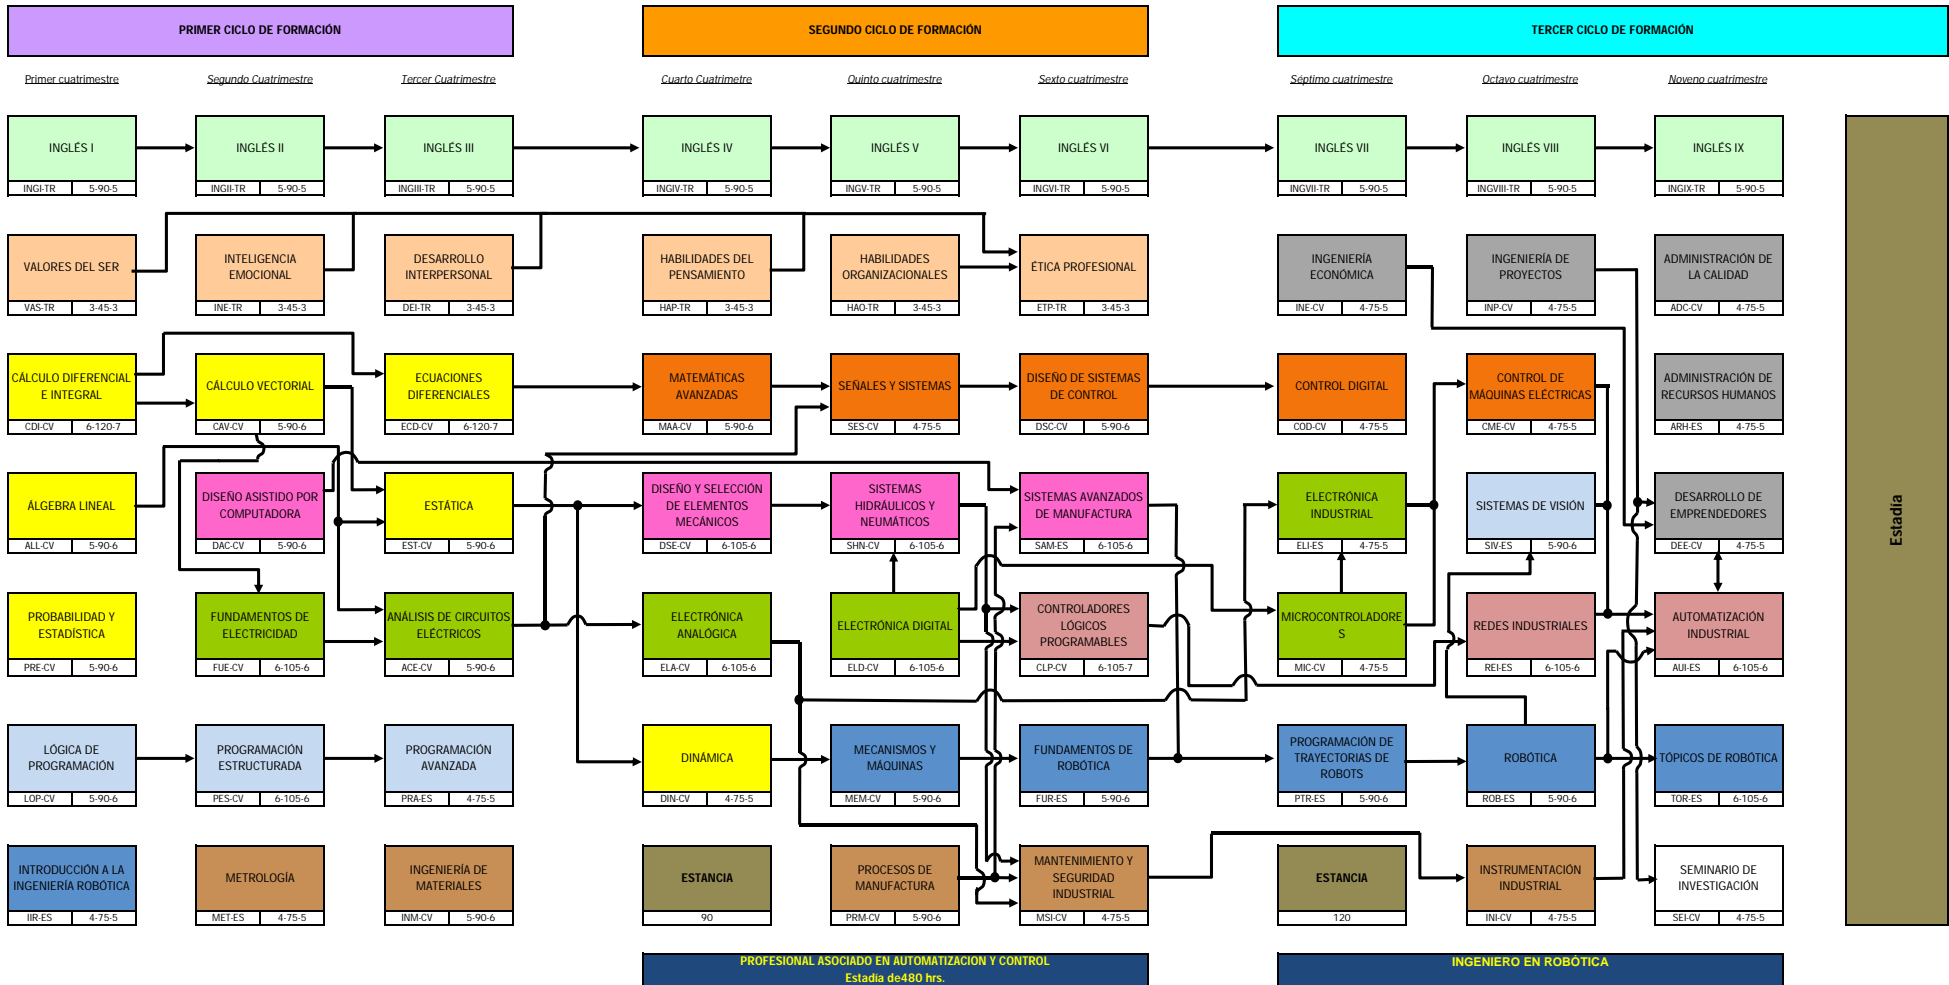 PRIMER CICLO DE FORMACIÓN
SEGUNDO CICLO DE FORMACIÓN
TERCER CICLO DE FORMACIÓN
Primer cuatrimestre
Segundo Cuatrimestre
Tercer Cuatrimestre
Cuarto Cuatrimetre
Quinto cuatrimestre
Sexto cuatrimestre
Séptimo cuatrimestre
Octavo cuatrimestre
Noveno cuatrimestre
INGLÉS I
INGLÉS II
INGLÉS III
INGLÉS IV
INGLÉS V
INGLÉS VI
INGLÉS VII
INGLÉS VIII
INGLÉS IX
INGI-TR 5-90-5
INGII-TR 5-90-5
INGIII-TR 5-90-5
INGIV-TR 5-90-5
INGV-TR 5-90-5
INGVI-TR 5-90-5
INGVII-TR 5-90-5
INGVIII-TR 5-90-5
INGIX-TR 5-90-5
VALORES DEL SER
INTELIGENCIA
EMOCIONAL
DESARROLLO
INTERPERSONAL
HABILIDADES DEL
PENSAMIENTO
HABILIDADES
ORGANIZACIONALES
ÉTICA PROFESIONAL
INGENIERÍA
ECONÓMICA
INGENIERÍA DE
PROYECTOS
ADMINISTRACIÓN DE
LA CALIDAD
VAS-TR 3-45-3
INE-TR 3-45-3
DEI-TR 3-45-3
HAP-TR 3-45-3
HAO-TR 3-45-3
ETP-TR 3-45-3
INE-CV 4-75-5
INP-CV 4-75-5
ADC-CV 4-75-5
CÁLCULO DIFERENCIAL
E INTEGRAL
CÁLCULO VECTORIAL
ECUACIONES
DIFERENCIALES
MATEMÁTICAS
AVANZADAS
SEÑALES Y SISTEMAS
DISEÑO DE SISTEMAS
DE CONTROL
CONTROL DIGITAL
CONTROL DE
MÁQUINAS ELÉCTRICAS
ADMINISTRACIÓN DE
RECURSOS HUMANOS
CDI-CV 6-120-7
CAV-CV 5-90-6
ECD-CV 6-120-7
MAA-CV 5-90-6
SES-CV 4-75-5
DSC-CV 5-90-6
COD-CV 4-75-5
CME-CV 4-75-5
ARH-ES 4-75-5
ÁLGEBRA LINEAL
DISEÑO ASISTIDO POR
COMPUTADORA
ESTÁTICA
DISEÑO Y SELECCIÓN
DE ELEMENTOS
MECÁNICOS
SISTEMAS
HIDRÁULICOS Y
NEUMÁTICOS
SISTEMAS AVANZADOS
DE MANUFACTURA
ELECTRÓNICA
INDUSTRIAL
SISTEMAS DE VISIÓN
DESARROLLO DE
EMPRENDEDORES
ALL-CV 5-90-6
DAC-CV 5-90-6
EST-CV 5-90-6
DSE-CV 6-105-6
SHN-CV 6-105-6
SAM-ES 6-105-6
ELI-ES 4-75-5
SIV-ES 5-90-6
DEE-CV 4-75-5
Estadía
PROBABILIDAD Y
ESTADÍSTICA
FUNDAMENTOS DE
ELECTRICIDAD
ANÁLISIS DE CIRCUITOS
ELÉCTRICOS
ELECTRÓNICA
ANALÓGICA
ELECTRÓNICA DIGITAL
CONTROLADORES
LÓGICOS
PROGRAMABLES
MICROCONTROLADORE
S
REDES INDUSTRIALES
AUTOMATIZACIÓN
INDUSTRIAL
PRE-CV 5-90-6
FUE-CV 6-105-6
ACE-CV 5-90-6
ELA-CV 6-105-6
ELD-CV 6-105-6
CLP-CV 6-105-7
MIC-CV 4-75-5
REI-ES 6-105-6
AUI-ES 6-105-6
LÓGICA DE
PROGRAMACIÓN
PROGRAMACIÓN
ESTRUCTURADA
PROGRAMACIÓN
AVANZADA
DINÁMICA
MECANISMOS Y
MÁQUINAS
FUNDAMENTOS DE
ROBÓTICA
PROGRAMACIÓN DE
TRAYECTORIAS DE
ROBOTS
ROBÓTICA
TÓPICOS DE ROBÓTICA
LOP-CV 5-90-6
PES-CV 6-105-6
PRA-ES 4-75-5
DIN-CV 4-75-5
MEM-CV 5-90-6
FUR-ES 5-90-6
PTR-ES 5-90-6
ROB-ES 5-90-6
TOR-ES 6-105-6
INTRODUCCIÓN A LA
INGENIERÍA ROBÓTICA
METROLOGÍA
INGENIERÍA DE
MATERIALES
ESTANCIA
PROCESOS DE
MANUFACTURA
MANTENIMIENTO Y
SEGURIDAD
INDUSTRIAL
ESTANCIA
INSTRUMENTACIÓN
INDUSTRIAL
SEMINARIO DE
INVESTIGACIÓN
IIR-ES 4-75-5
MET-ES 4-75-5
INM-CV 5-90-6
90
PRM-CV 5-90-6
MSI-CV 4-75-5
120
INI-CV 4-75-5
SEI-CV 4-75-5
PROFESIONAL ASOCIADO EN AUTOMATIZACION Y CONTROL
Estadía de480 hrs.
INGENIERO EN ROBÓTICA